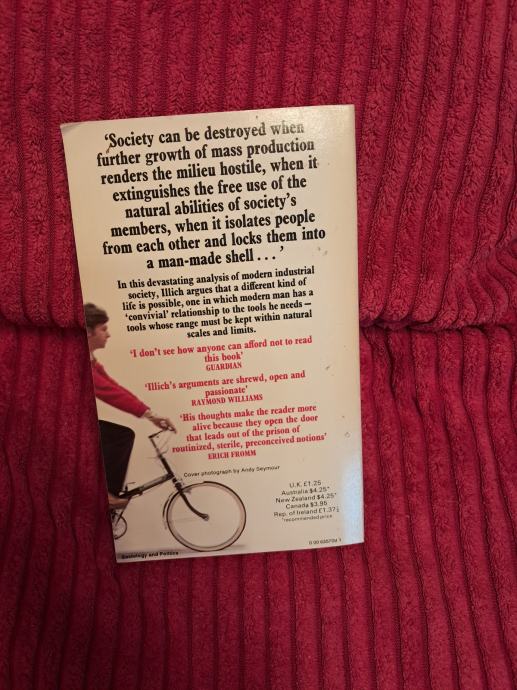 ‘Society can be destroyed when
further growth of mass production
renders the milieu hostile, when it
extinguishes the free use of the
natural abilities of society's
members, when it isolates people
from each other and locks them into
a man-made shell . . . ’
In this devastating analysis of modern industrial
society, Illich argues that a different kind of
life is possible, one in which modern man has a
‘convivial’ relationship to the tools he needs –
tools whose range must be kept within natural
scales and limits.
‘I don't see how anyone can afford not to read
this book’
GUARDIAN
‘Illich's arguments are shrewd, open and
passionate’
RAYMOND WILLIAMS
‘His thoughts make the reader more
alive because they open the door
that leads out of the prison of
routinized, sterile, preconceived notions’
ERICH FROMM
Cover photograph by Andy Seymour
U.K. £1.25
Australia $4.25*
New Zealand $4.25*
Canada $3.95
Rep. of Ireland £1.37½
*recommended price
Sociology and Politics